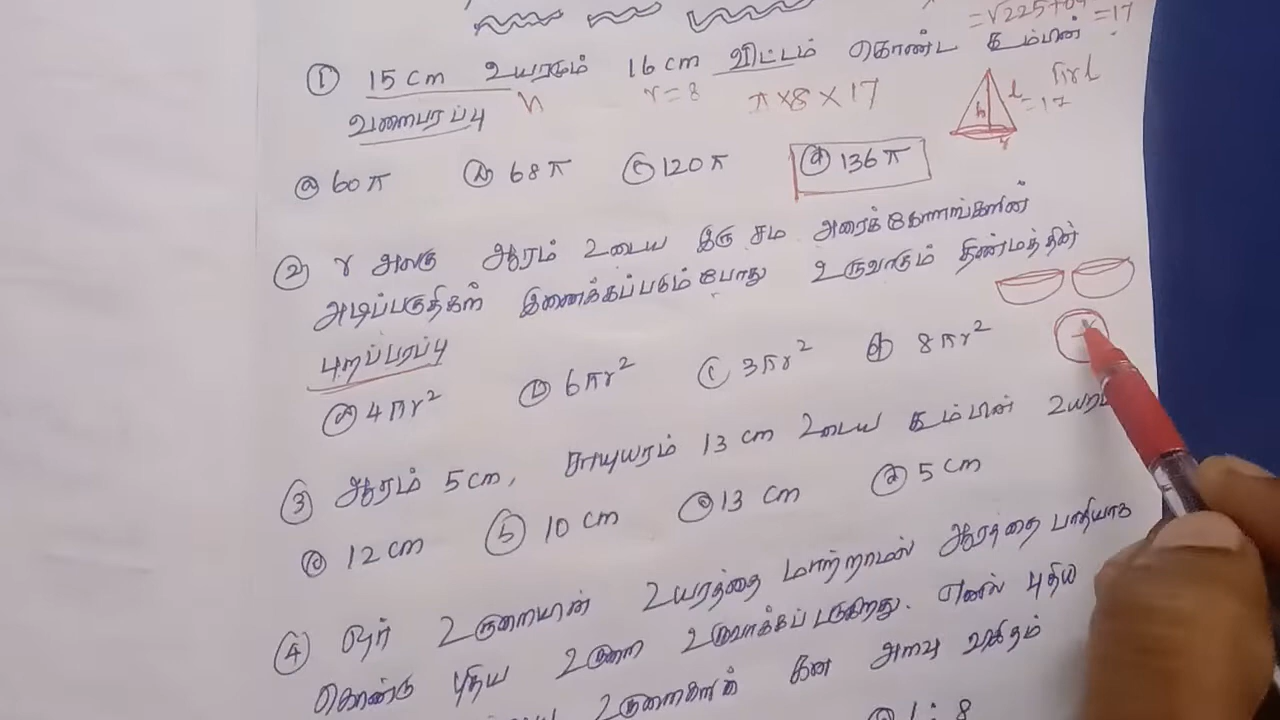 = √225+64 = 17
① 15 cm உயரமும் 16 cm விட்டம் கொண்ட கூம்பின்
h r = 8 π × 8 × 17 πrl
வளைபரப்பு h l = 17 r
ⓐ 60π ⓑ 68π ⓒ 120π ⓓ 136π
② r அலகு ஆரம் உடைய இரு சம அரைக் கோளங்களின்
அடிப்பகுதிகள் இணைக்கப்படும்போது உருவாகும் திண்மத்தின்
புறப்பரப்பு
ⓐ 4πr² ⓑ 6πr² ⓒ 3πr² ⓓ 8πr²
③ ஆரம் 5 cm, சாயுயரம் 13 cm உடைய கூம்பின்
ⓐ 12 cm ⓑ 10 cm ⓒ 13 cm ⓓ 5 cm
④ ஓர் உருளையின் உயரத்தை மாற்றாமல் ஆரத்தை பாதியாக
கொண்டு புதிய உருளை உருவாக்கப் படுகிறது. எனில் புதிய
உருளைகளின் கன அளவு விகிதம்
1 : 8